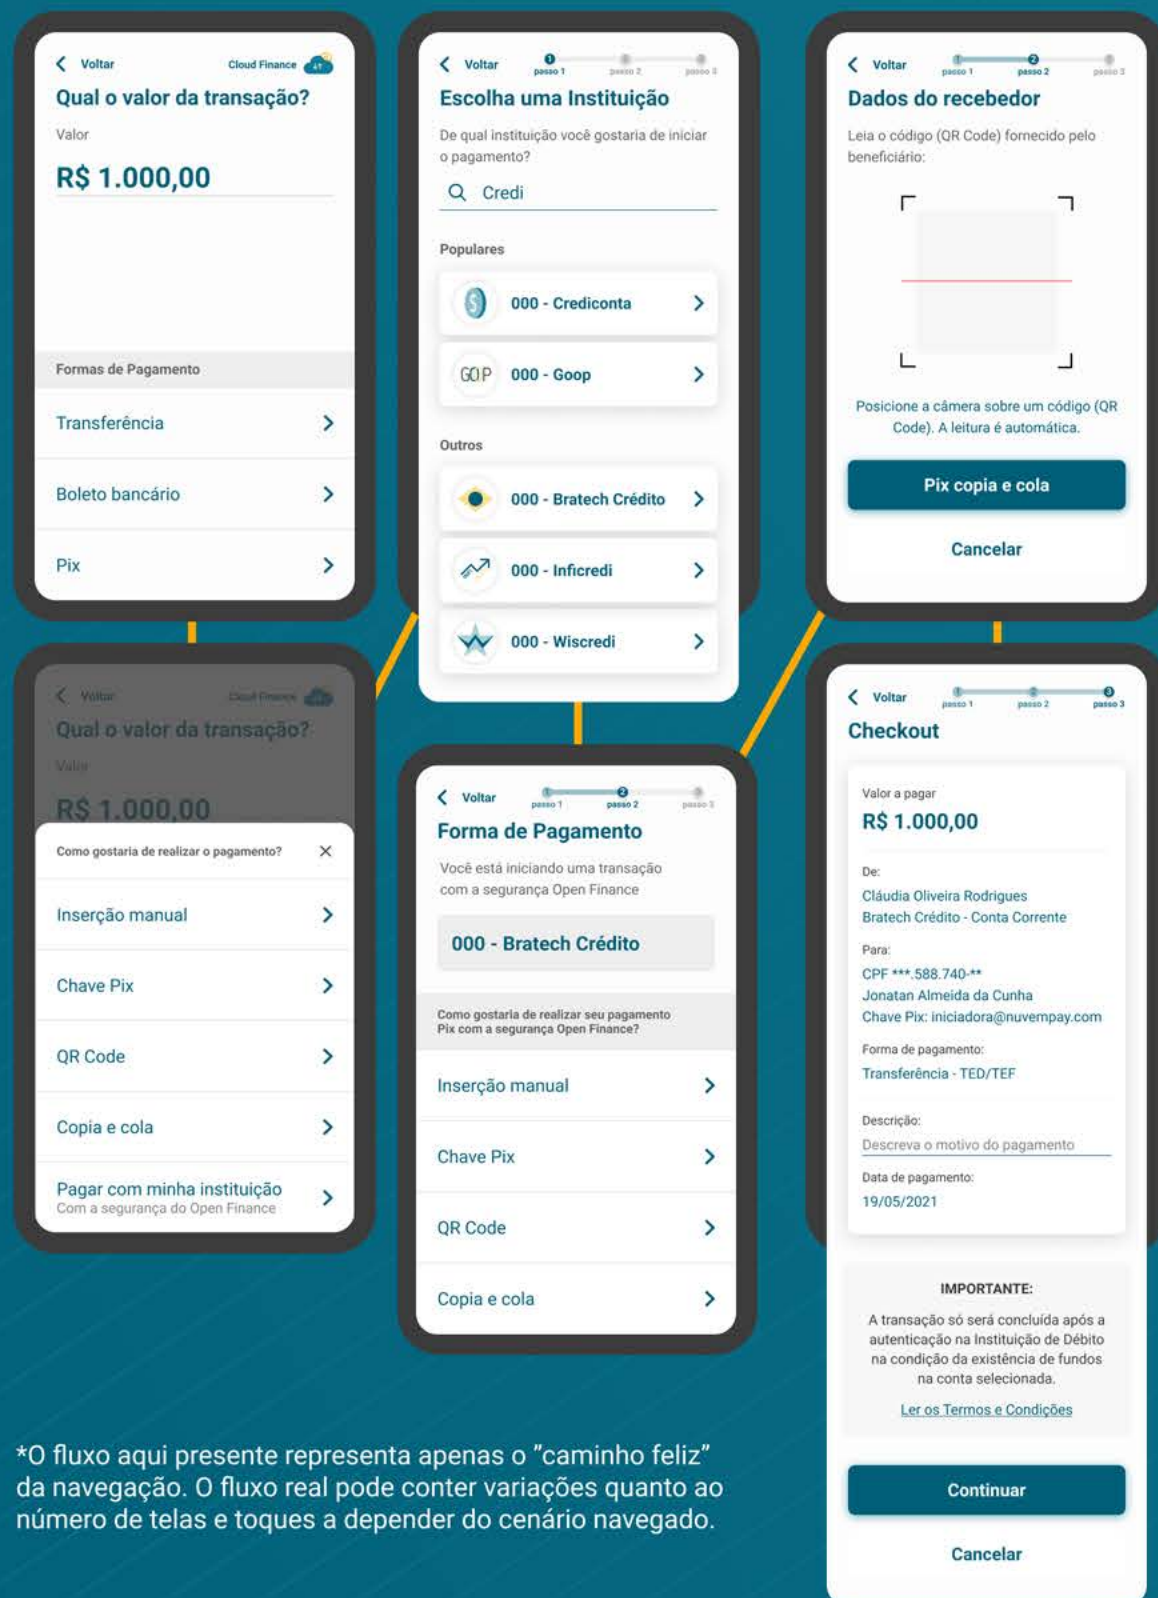 Voltar
Cloud Finance
Qual o valor da transação?
Valor
R$ 1.000,00
Formas de Pagamento
Transferência
Boleto bancário
Pix
Voltar
Cloud Finance
Qual o valor da transação?
Valor
R$ 1.000,00
Como gostaria de realizar o pagamento?
Inserção manual
Chave Pix
QR Code
Copia e cola
Pagar com minha instituição
Com a segurança do Open Finance
Voltar
1 2 3
passo 1 passo 2 passo 3
Escolha uma Instituição
De qual instituição você gostaria de iniciar
o pagamento?
Credi
Populares
000 - Crediconta
GOP 000 - Goop
Outros
000 - Bratech Crédito
000 - Inficredi
000 - Wiscredi
Voltar
1 2 3
passo 1 passo 2 passo 3
Forma de Pagamento
Você está iniciando uma transação
com a segurança Open Finance
000 - Bratech Crédito
Como gostaria de realizar seu pagamento
Pix com a segurança Open Finance?
Inserção manual
Chave Pix
QR Code
Copia e cola
Voltar
1 2 3
passo 1 passo 2 passo 3
Dados do recebedor
Leia o código (QR Code) fornecido pelo
beneficiário:
Posicione a câmera sobre um código (QR
Code). A leitura é automática.
Pix copia e cola
Cancelar
Voltar
1 2 3
passo 1 passo 2 passo 3
Checkout
Valor a pagar
R$ 1.000,00
De:
Cláudia Oliveira Rodrigues
Bratech Crédito - Conta Corrente
Para:
CPF ***.588.740-**
Jonatan Almeida da Cunha
Chave Pix: iniciadora@nuvempay.com
Forma de pagamento:
Transferência - TED/TEF
Descrição:
Descreva o motivo do pagamento
Data de pagamento:
19/05/2021
IMPORTANTE:
A transação só será concluída após a
autenticação na Instituição de Débito
na condição da existência de fundos
na conta selecionada.
Ler os Termos e Condições
Continuar
Cancelar
*O fluxo aqui presente representa apenas o "caminho feliz"
da navegação. O fluxo real pode conter variações quanto ao
número de telas e toques a depender do cenário navegado.